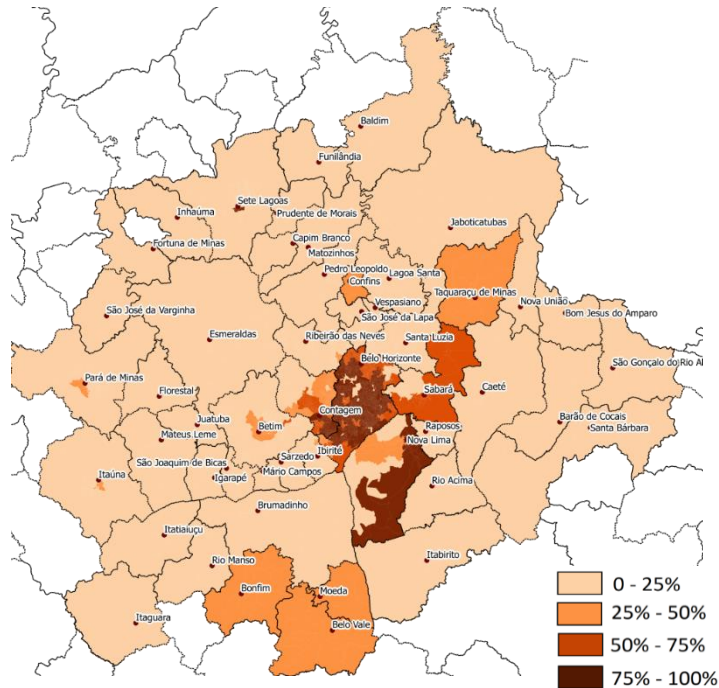 Baldim
Funilândia
Sete Lagoas
Inhaúma
Prudente de Morais
Jaboticatubas
Capim Branco
Fortuna de Minas
Matozinhos
Pedro Leopoldo
Lagoa Santa
Confins
Taquaraçu de Minas
Nova União
Vespasiano
Bom Jesus do Amparo
São José da Varginha
São José da Lapa
Esmeraldas
Ribeirão das Neves
Santa Luzia
Belo Horizonte
São Gonçalo do Rio A
Pará de Minas
Florestal
Sabará
Caeté
Contagem
Barão de Cocais
Juatuba
Betim
Raposos
Santa Bárbara
Mateus Leme
Nova Lima
Ibirité
Sarzedo
São Joaquim de Bicas
Mário Campos
Itaúna
Igarapé
Rio Acima
Brumadinho
Itatiaiuçu
Itabirito
Rio Manso
Bonfim
Moeda
Itaguara
Belo Vale
0 - 25%
25% - 50%
50% - 75%
75% - 100%